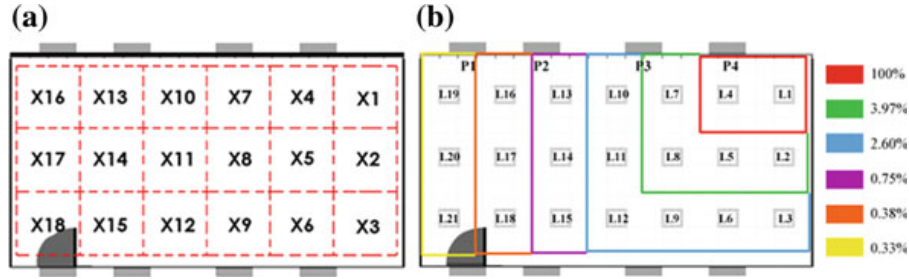 (a)
X16 X13 X10 X7 X4 X1
X17 X14 X11 X8 X5 X2
X18 X15 X12 X9 X6 X3
(b)
P1 P2 P3 P4
L19 L16 L13 L10 L7 L4 L1
L20 L17 L14 L11 L8 L5 L2
L21 L18 L15 L12 L9 L6 L3
100%
3.97%
2.60%
0.75%
0.38%
0.33%